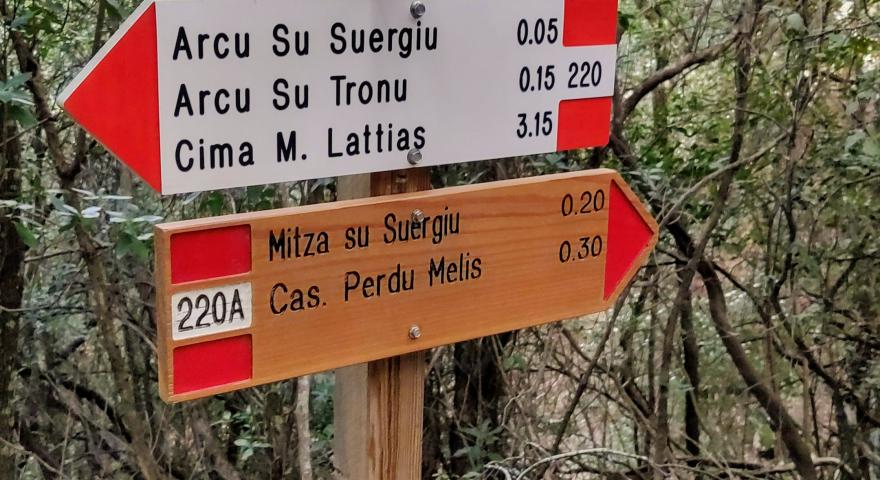 Arcu Su Suergiu 0.05
Arcu Su Tronu 0.15 220
Cima M. Lattias 3.15
Mitza su Suergiu 0.20
220A Cas. Perdu Melis 0.30